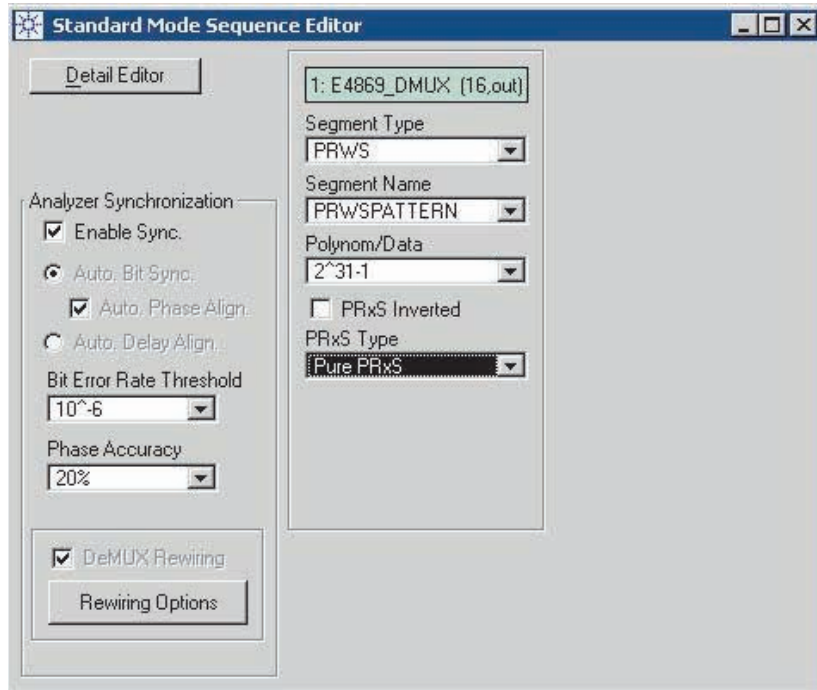 Standard Mode Sequence Editor
Detail Editor
Analyzer Synchronization
Enable Sync.
Auto. Bit Sync.
Auto. Phase Align.
Auto. Delay Align.
Bit Error Rate Threshold
10^-6
Phase Accuracy
20%
DeMUX Rewiring
Rewiring Options
1: E4869_DMUX (16,out)
Segment Type
PRWS
Segment Name
PRWSPATTERN
Polynom/Data
2^31-1
PRxS Inverted
PRxS Type
Pure PRxS